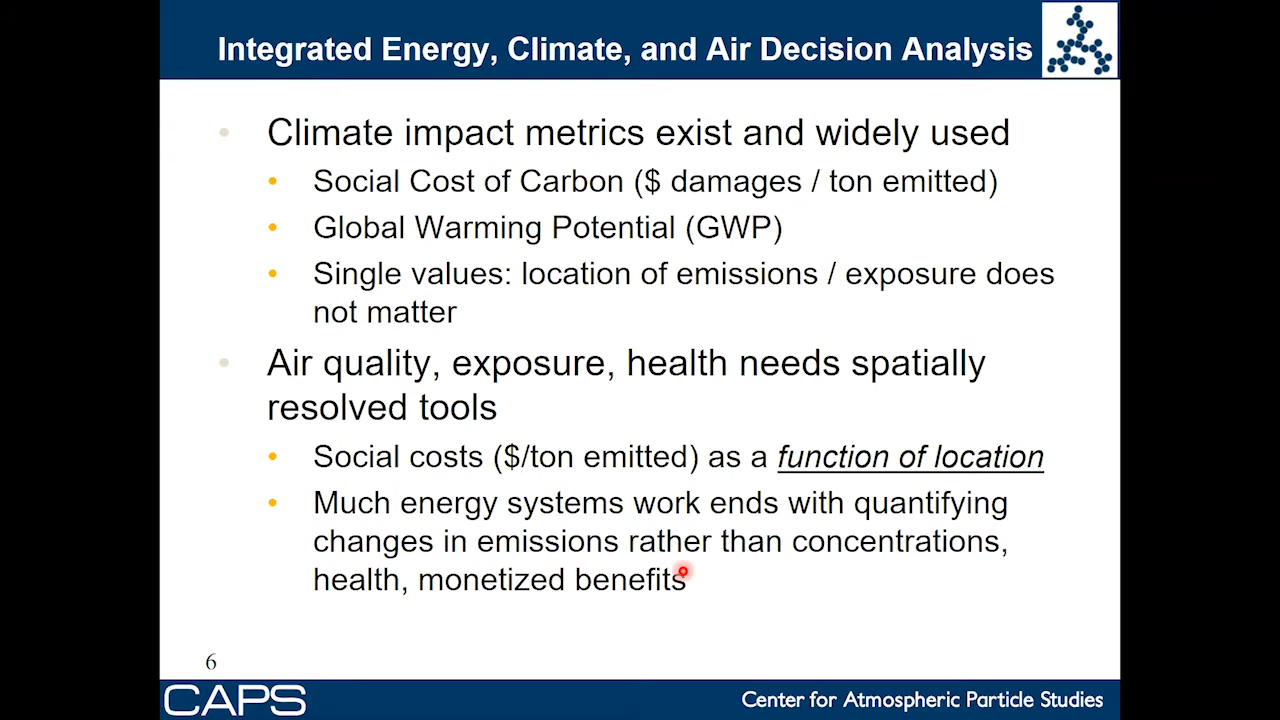 Integrated Energy, Climate, and Air Decision Analysis
• Climate impact metrics exist and widely used
• Social Cost of Carbon ($ damages / ton emitted)
• Global Warming Potential (GWP)
• Single values: location of emissions / exposure does
not matter
• Air quality, exposure, health needs spatially
resolved tools
• Social costs ($/ton emitted) as a function of location
• Much energy systems work ends with quantifying
changes in emissions rather than concentrations,
health, monetized benefits
6
CAPS
Center for Atmospheric Particle Studies